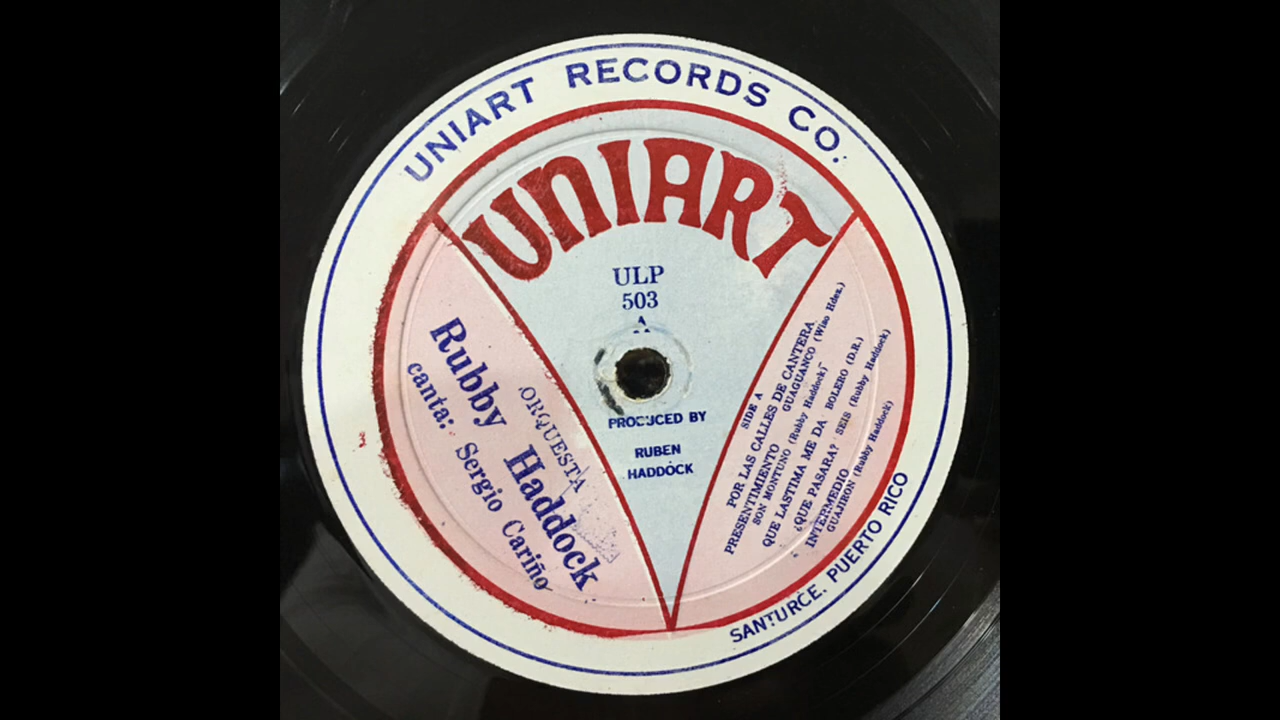 UNIART RECORDS CO.
UNIART
ULP
503
A
PRODUCED BY
RUBEN
HADDOCK
ORQUESTA
Rubby Haddock
canta: Sergio Cariño
SIDE A
POR LAS CALLES DE CANTERA
GUAGUANCO (Wiso Hdez.)
PRESENTIMIENTO
SON MONTUNO (Rubby Haddock)
QUE LASTIMA ME DA BOLERO (D.R.)
¿QUE PASARA? SEIS (Rubby Haddock)
INTERMEDIO
GUAJIRON (Rubby Haddock)
SANTURCE, PUERTO RICO